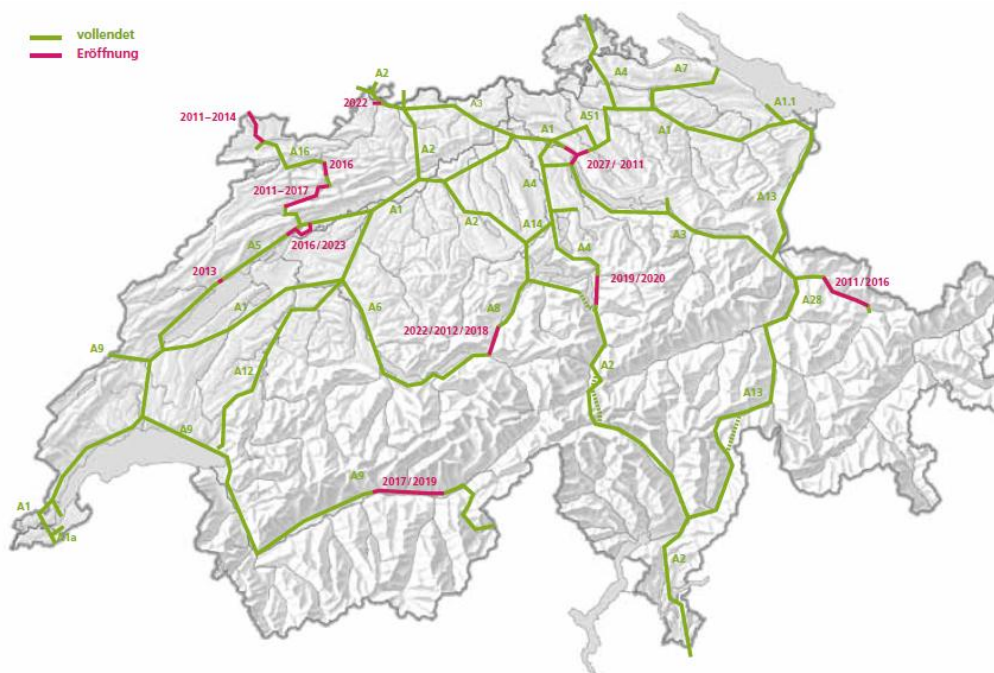 vollendet
Eröffnung
A2
2022
A3
2011–2014
A16
2016
2011–2017
A2
A1
A5
2016/2023
2013
A4
A7
A1.1
A51
A1
A1
2027/ 2011
A4
A2
A14
A4
A13
A3
2019/2020
2011/2016
A28
A1
A6
A8
2022/2012/2018
A9
A12
A2
A13
A9
A9
2017/2019
A1
A1a
A2